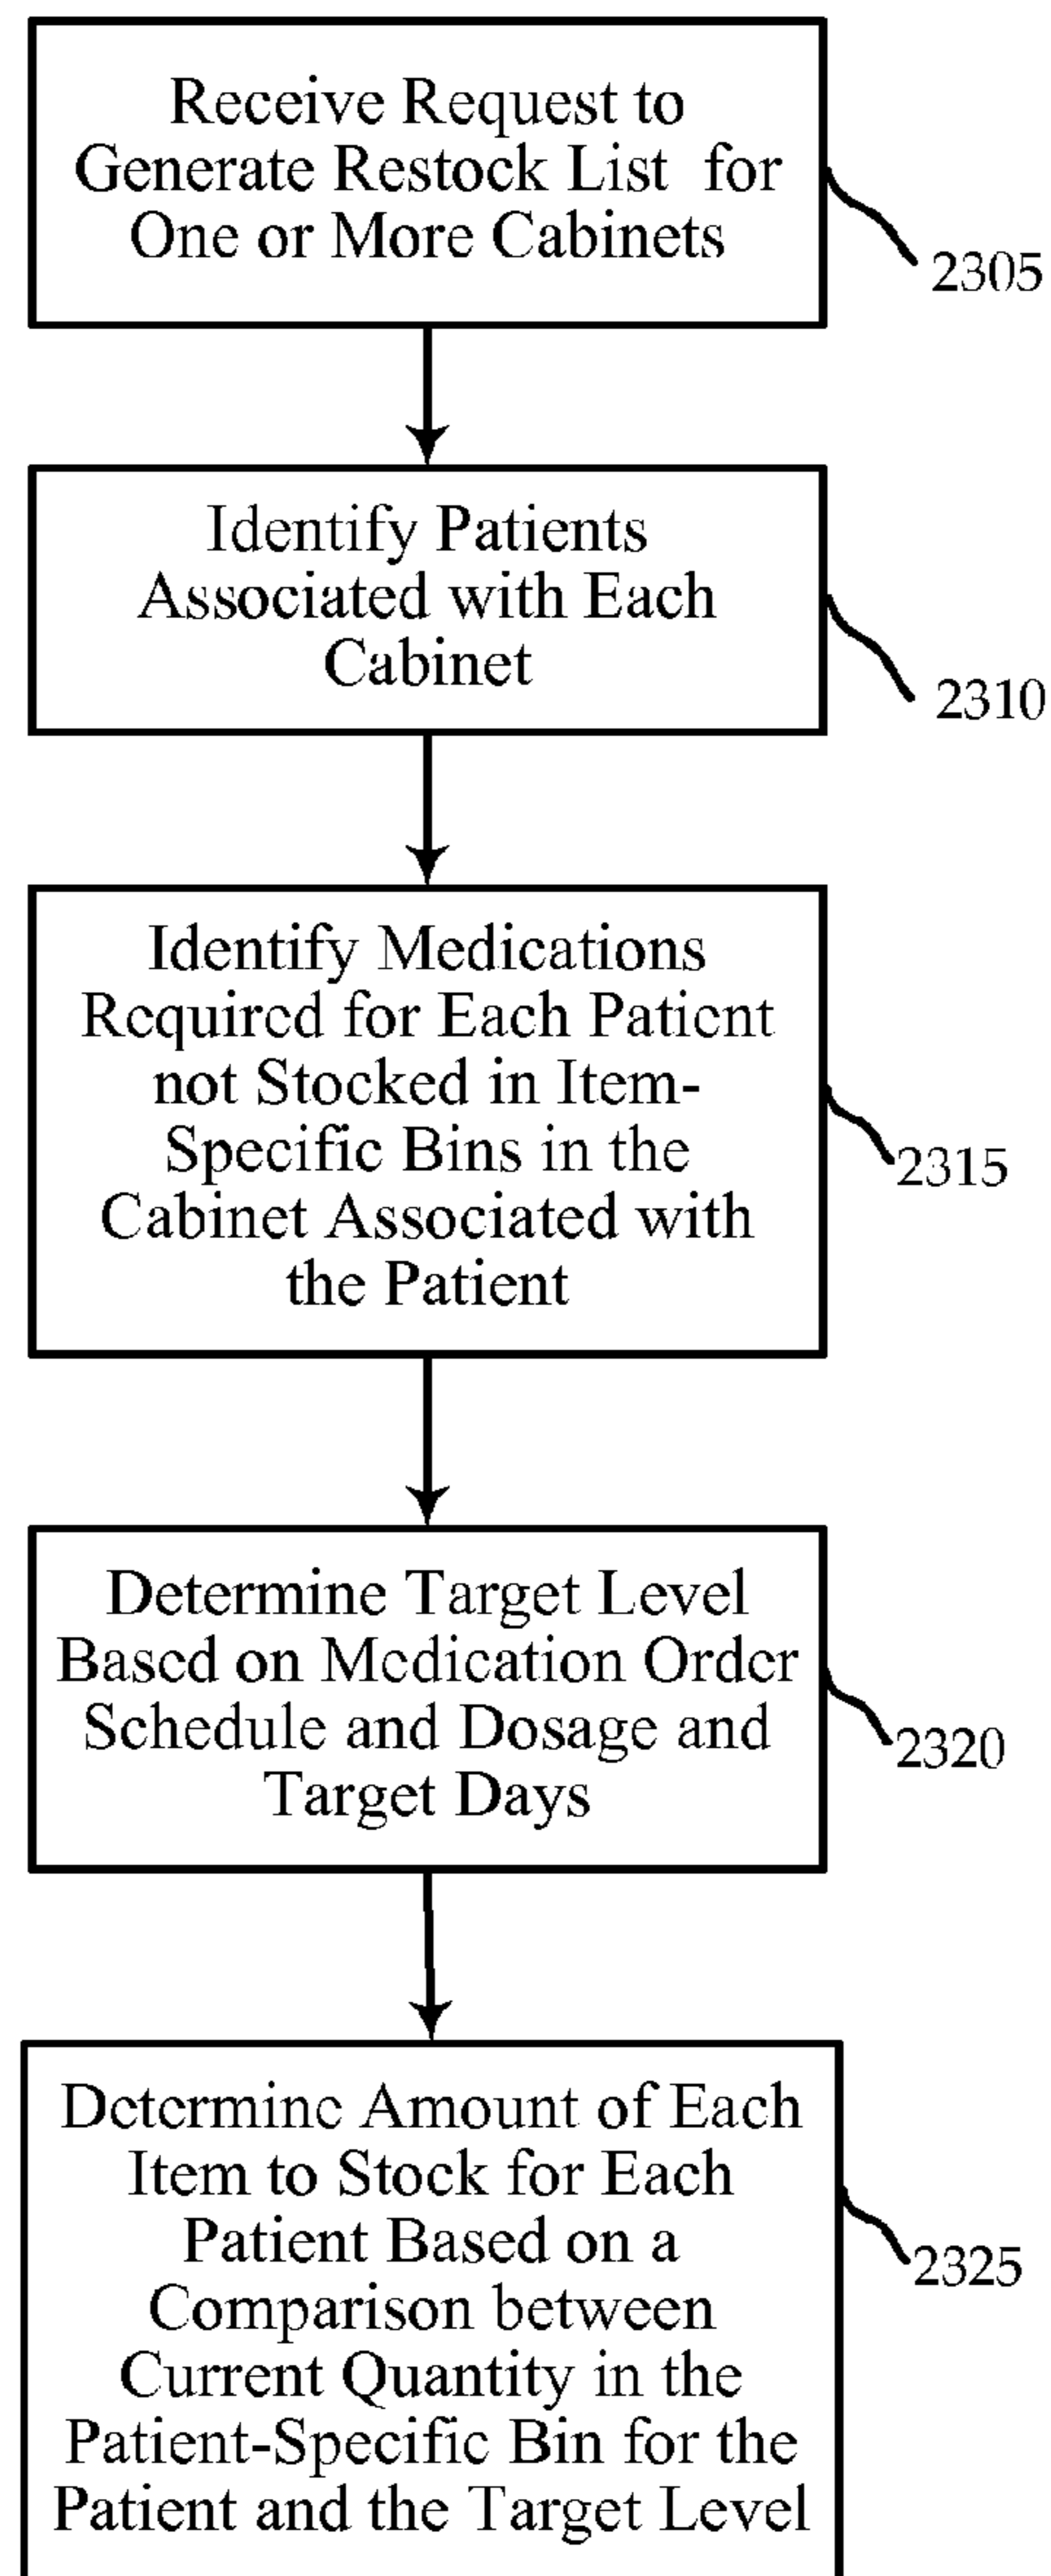 Receive Request to
Generate Restock List for
One or More Cabinets
2305
Identify Patients
Associated with Each
Cabinet
2310
Identify Medications
Required for Each Patient
not Stocked in Item-
Specific Bins in the
Cabinet Associated with
the Patient
2315
Determine Target Level
Based on Medication Order
Schedule and Dosage and
Target Days
2320
Determine Amount of Each
Item to Stock for Each
Patient Based on a
Comparison between
Current Quantity in the
Patient-Specific Bin for the
Patient and the Target Level
2325